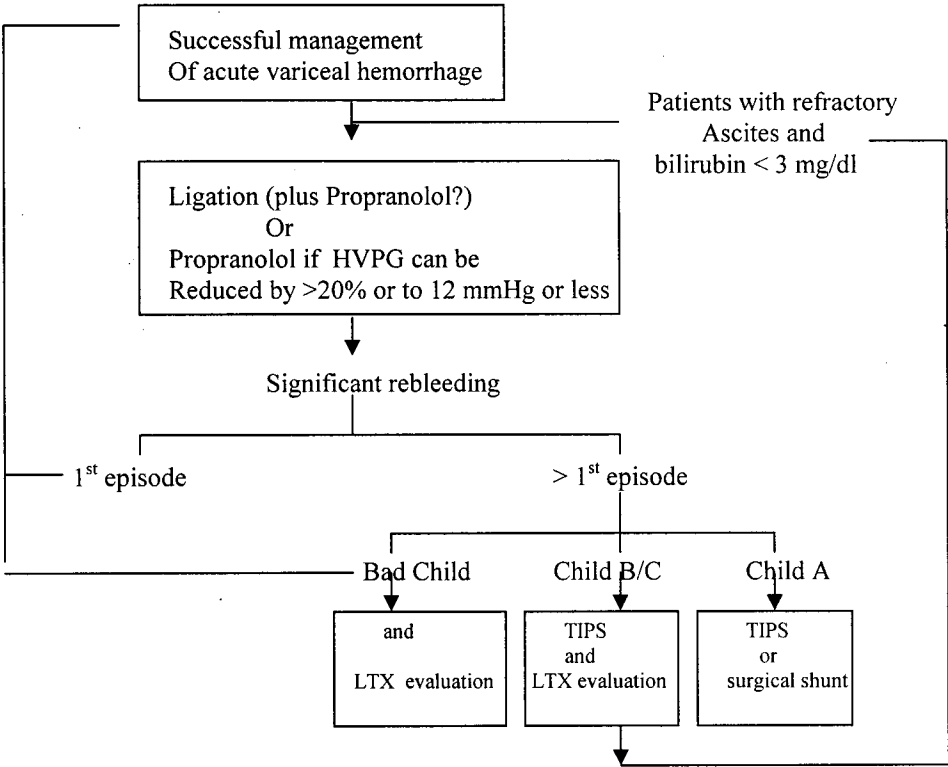 Successful management
Of acute variceal hemorrhage
Patients with refractory
Ascites and
bilirubin < 3 mg/dl
Ligation (plus Propranolol?)
Or
Propranolol if HVPG can be
Reduced by >20% or to 12 mmHg or less
Significant rebleeding
1st episode
> 1st episode
Bad Child
Child B/C
Child A
and
LTX evaluation
TIPS
and
LTX evaluation
TIPS
or
surgical shunt